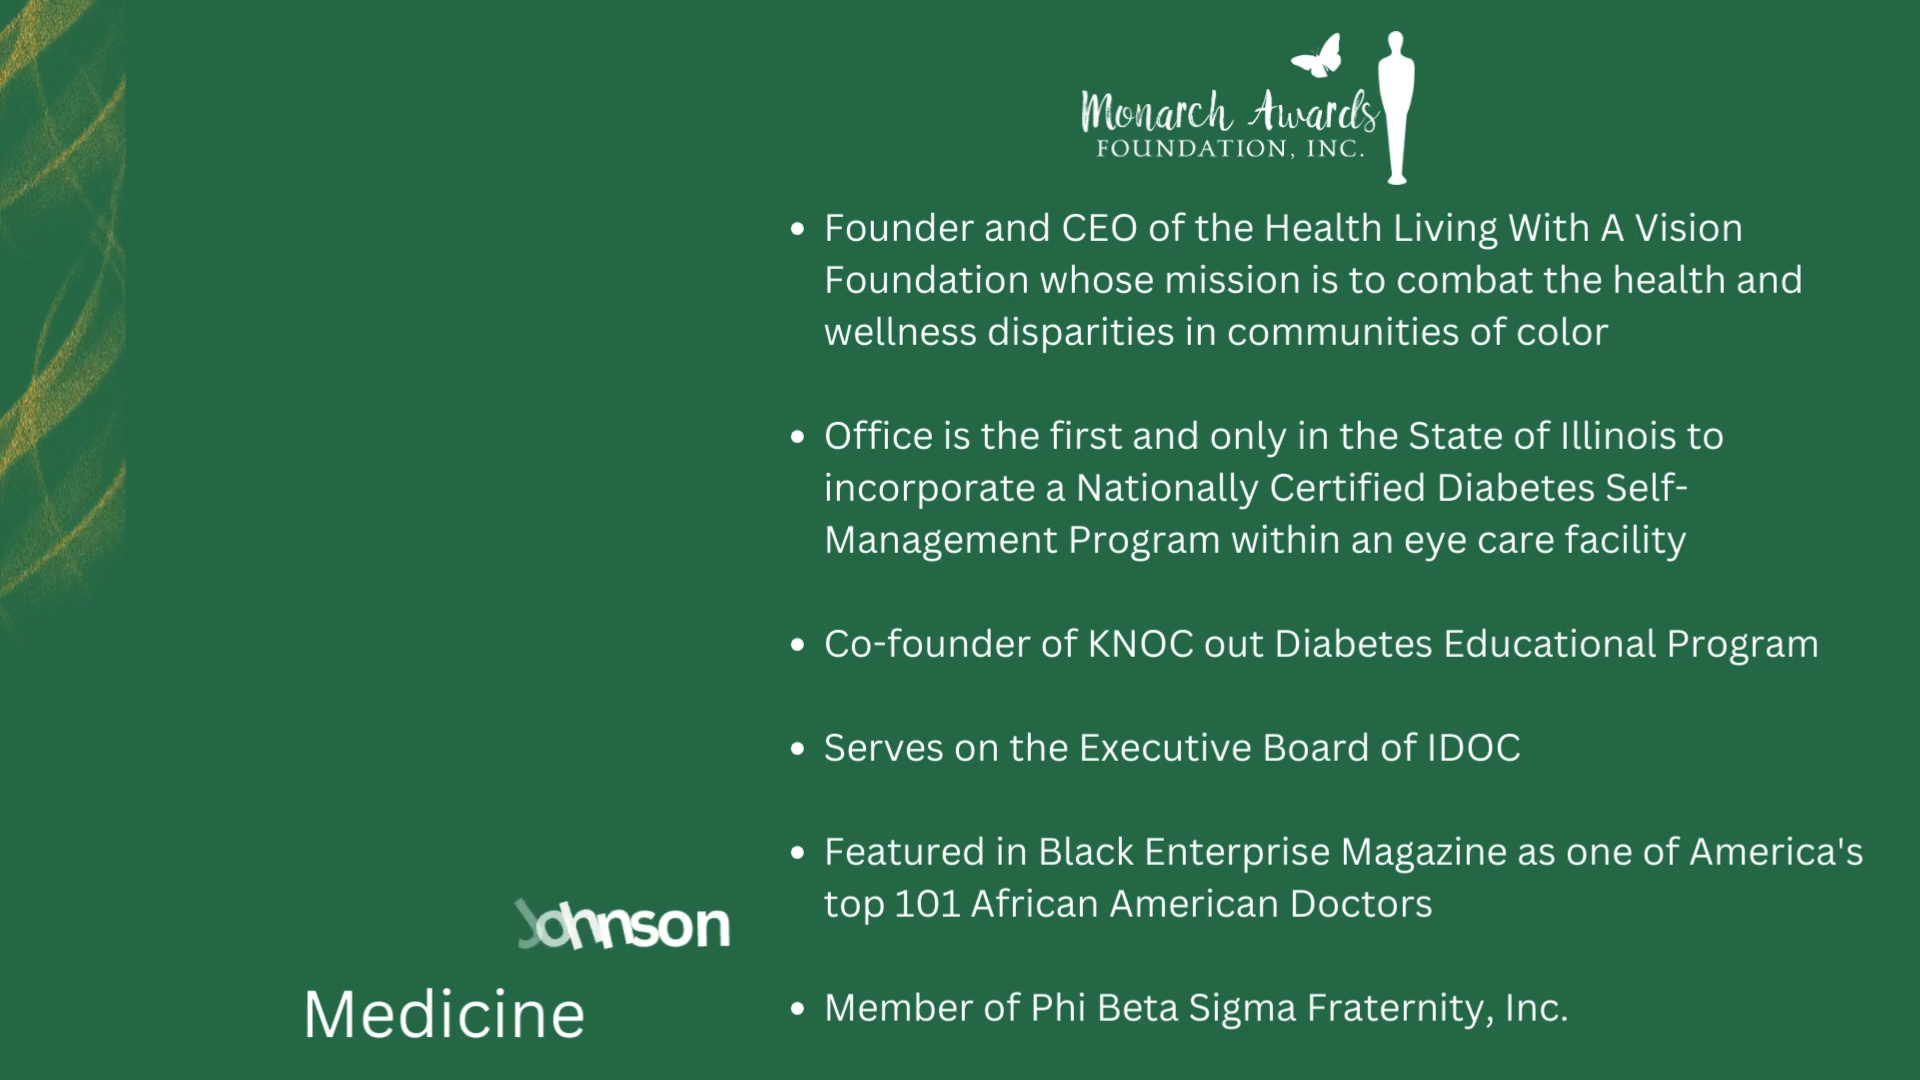 Monarch Awards
FOUNDATION, INC.
• Founder and CEO of the Health Living With A Vision
Foundation whose mission is to combat the health and
wellness disparities in communities of color
• Office is the first and only in the State of Illinois to
incorporate a Nationally Certified Diabetes Self-
Management Program within an eye care facility
• Co-founder of KNOC out Diabetes Educational Program
• Serves on the Executive Board of IDOC
• Featured in Black Enterprise Magazine as one of America's
top 101 African American Doctors
• Member of Phi Beta Sigma Fraternity, Inc.
Johnson
Medicine